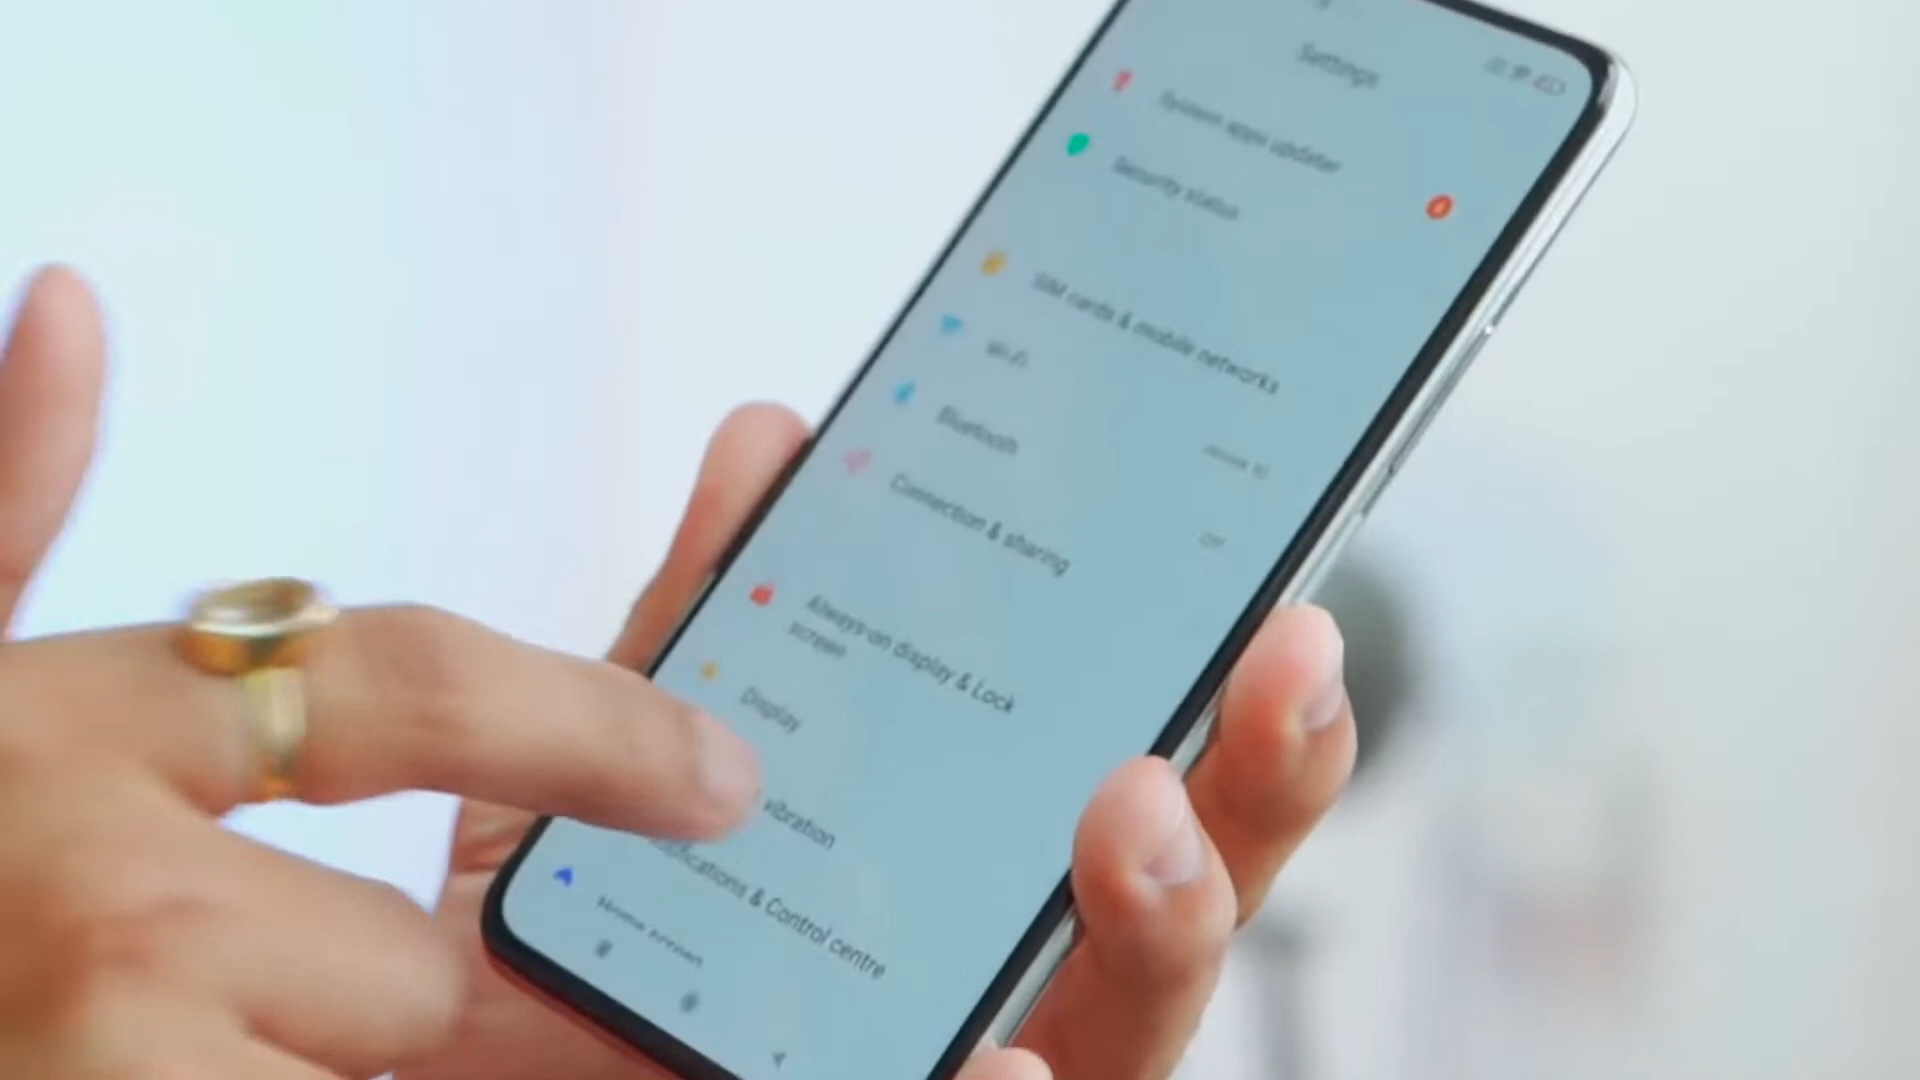 Settings
System apps updater
Security status
SIM cards & mobile networks
Wi-Fi
Bluetooth
Off
Connection & sharing
Always-on display & Lock
screen
Display
vibration
Control centre